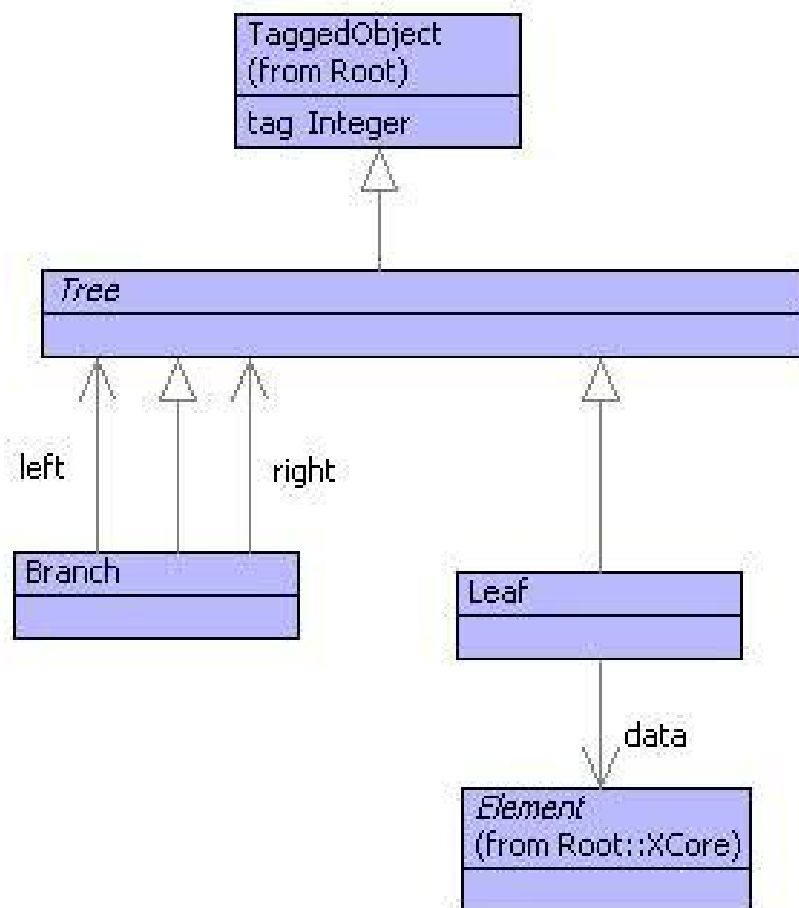 TaggedObject
(from Root)
tag Integer
Tree
left
right
Branch
Leaf
data
Element
(from Root::XCore)